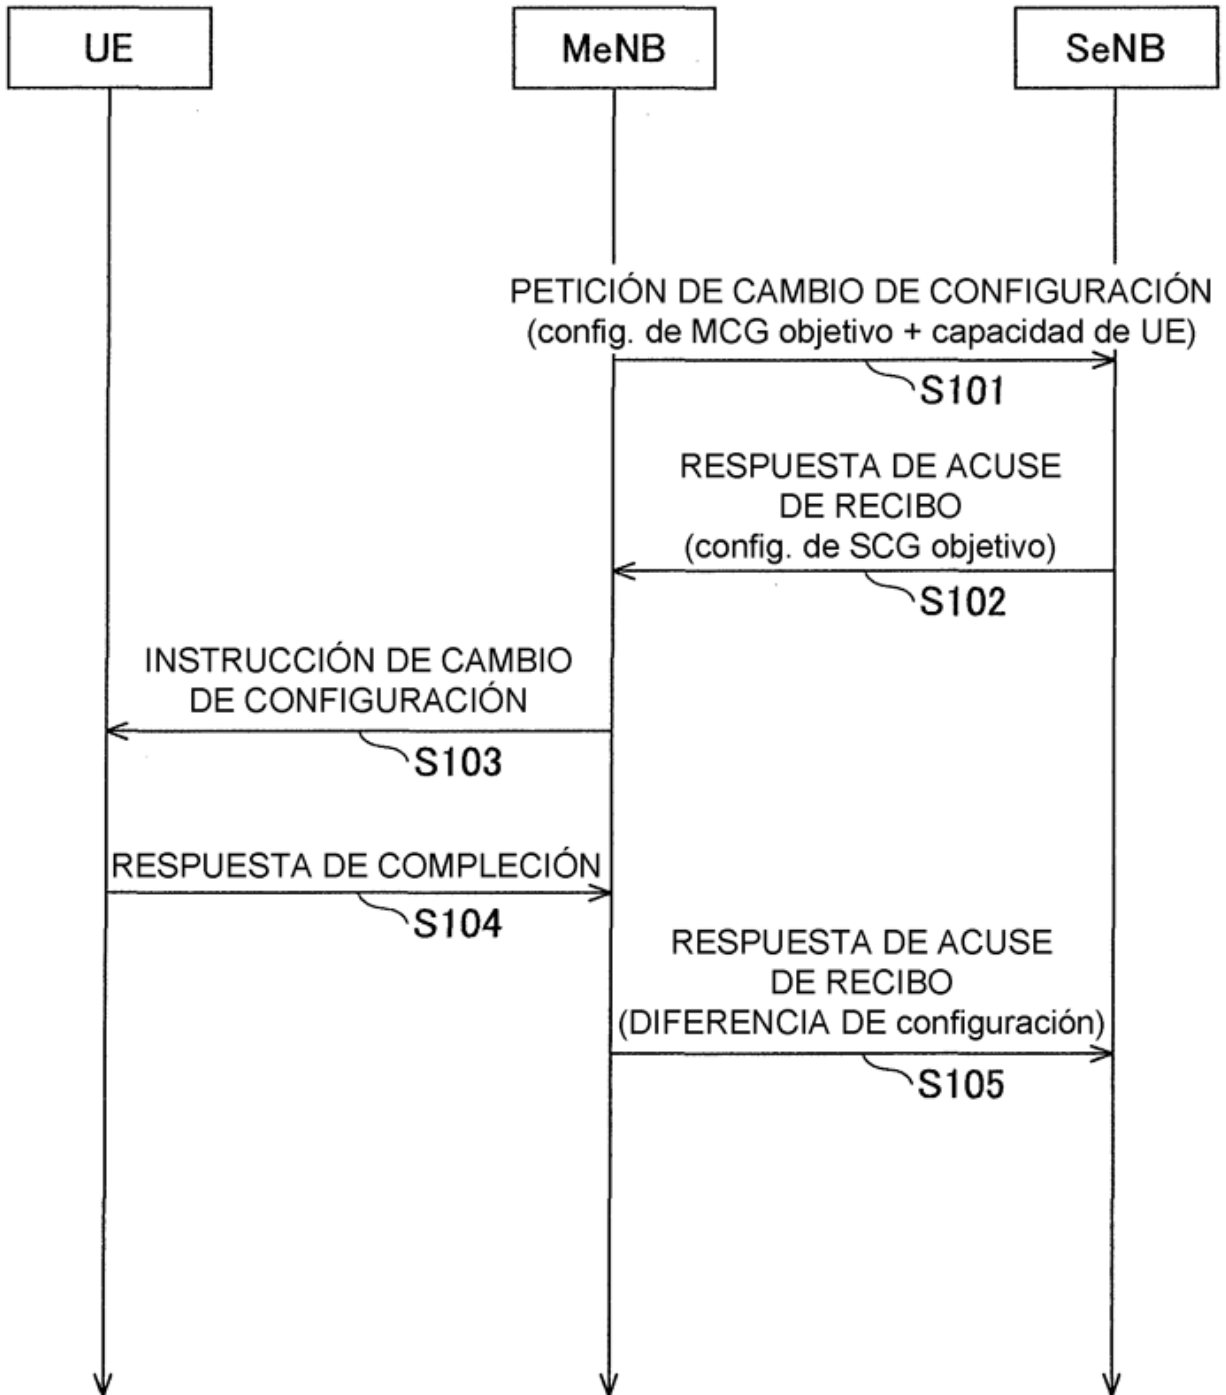 UE
MeNB
SeNB
PETICIÓN DE CAMBIO DE CONFIGURACIÓN
(config. de MCG objetivo + capacidad de UE)
S101
RESPUESTA DE ACUSE
DE RECIBO
(config. de SCG objetivo)
S102
INSTRUCCIÓN DE CAMBIO
DE CONFIGURACIÓN
S103
RESPUESTA DE COMPLECIÓN
S104
RESPUESTA DE ACUSE
DE RECIBO
(DIFERENCIA DE configuración)
S105